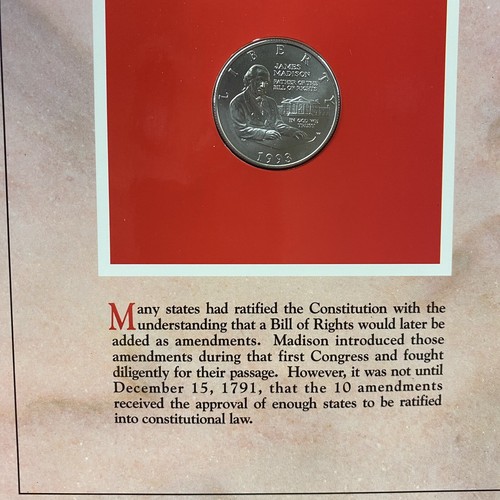 LIBERTY
JAMES
MADISON
FATHER OF THE
BILL OF RIGHTS
IN GOD WE
TRUST
1993
Many states had ratified the Constitution with the
understanding that a Bill of Rights would later be
added as amendments. Madison introduced those
amendments during that first Congress and fought
diligently for their passage. However, it was not until
December 15, 1791, that the 10 amendments
received the approval of enough states to be ratified
into constitutional law.